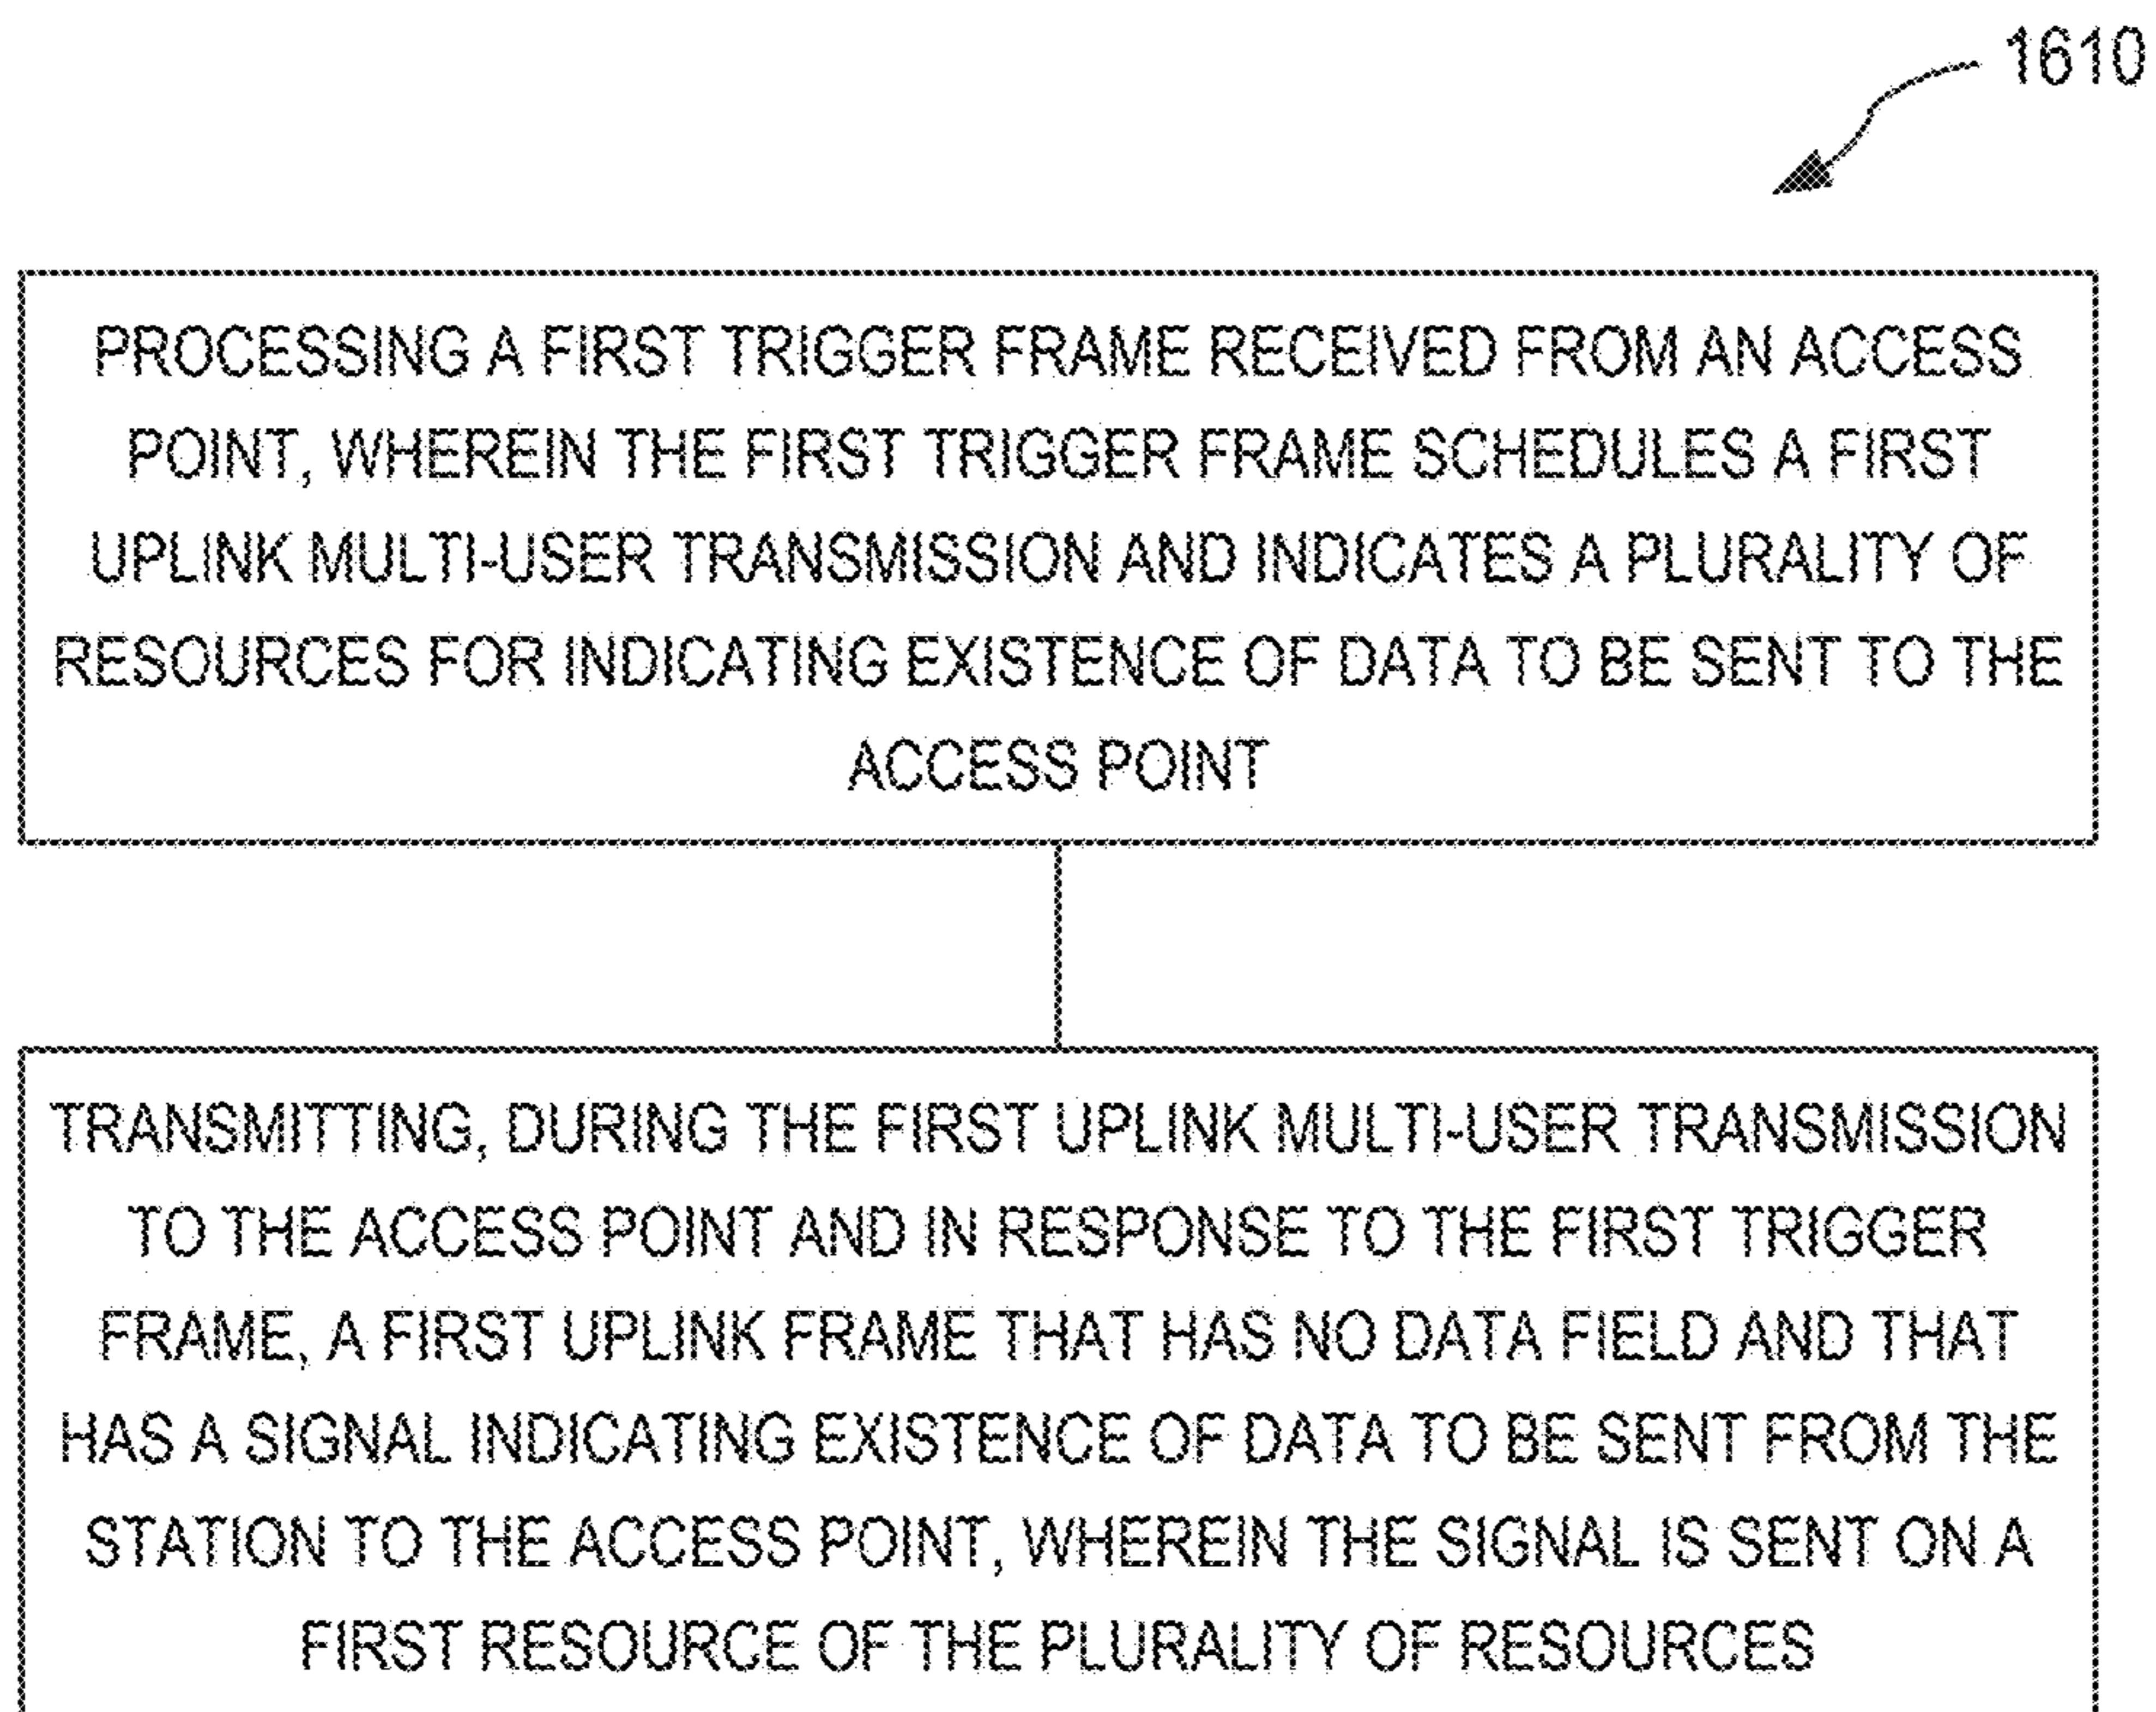 1610
PROCESSING A FIRST TRIGGER FRAME RECEIVED FROM AN ACCESS
POINT, WHEREIN THE FIRST TRIGGER FRAME SCHEDULES A FIRST
UPLINK MULTI-USER TRANSMISSION AND INDICATES A PLURALITY OF
RESOURCES FOR INDICATING EXISTENCE OF DATA TO BE SENT TO THE
ACCESS POINT
TRANSMITTING, DURING THE FIRST UPLINK MULTI-USER TRANSMISSION
TO THE ACCESS POINT AND IN RESPONSE TO THE FIRST TRIGGER
FRAME, A FIRST UPLINK FRAME THAT HAS NO DATA FIELD AND THAT
HAS A SIGNAL INDICATING EXISTENCE OF DATA TO BE SENT FROM THE
STATION TO THE ACCESS POINT, WHEREIN THE SIGNAL IS SENT ON A
FIRST RESOURCE OF THE PLURALITY OF RESOURCES